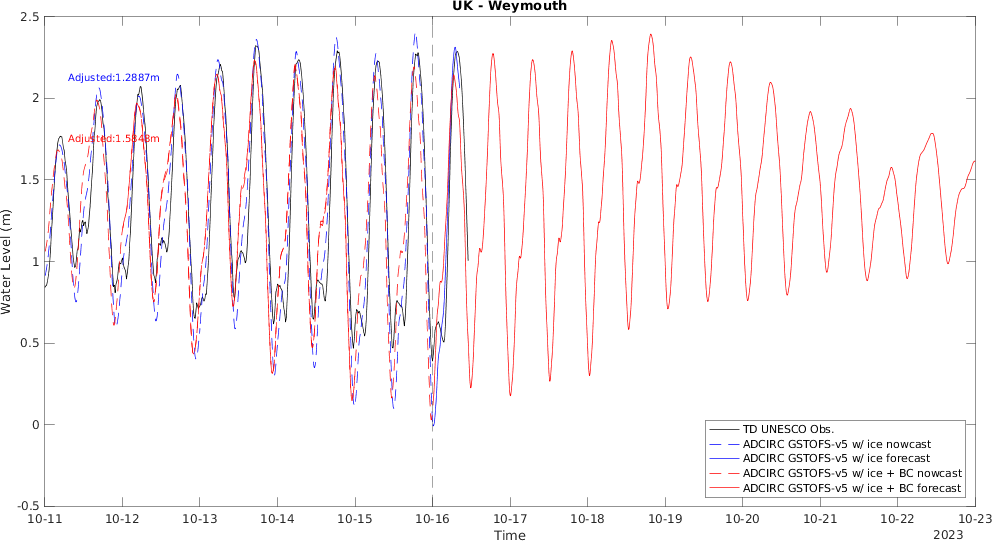 UK - Weymouth
2.5
Adjusted:1.2887m
2
Adjusted:1.5848m
1.5
Water Level (m)
1
0.5
0
-0.5
TD UNESCO Obs.
ADCIRC GSTOFS-v5 w/ ice nowcast
ADCIRC GSTOFS-v5 w/ ice forecast
ADCIRC GSTOFS-v5 w/ ice + BC nowcast
ADCIRC GSTOFS-v5 w/ ice + BC forecast
10-11 10-12 10-13 10-14 10-15 10-16 10-17 10-18 10-19 10-20 10-21 10-22 10-23
Time
2023